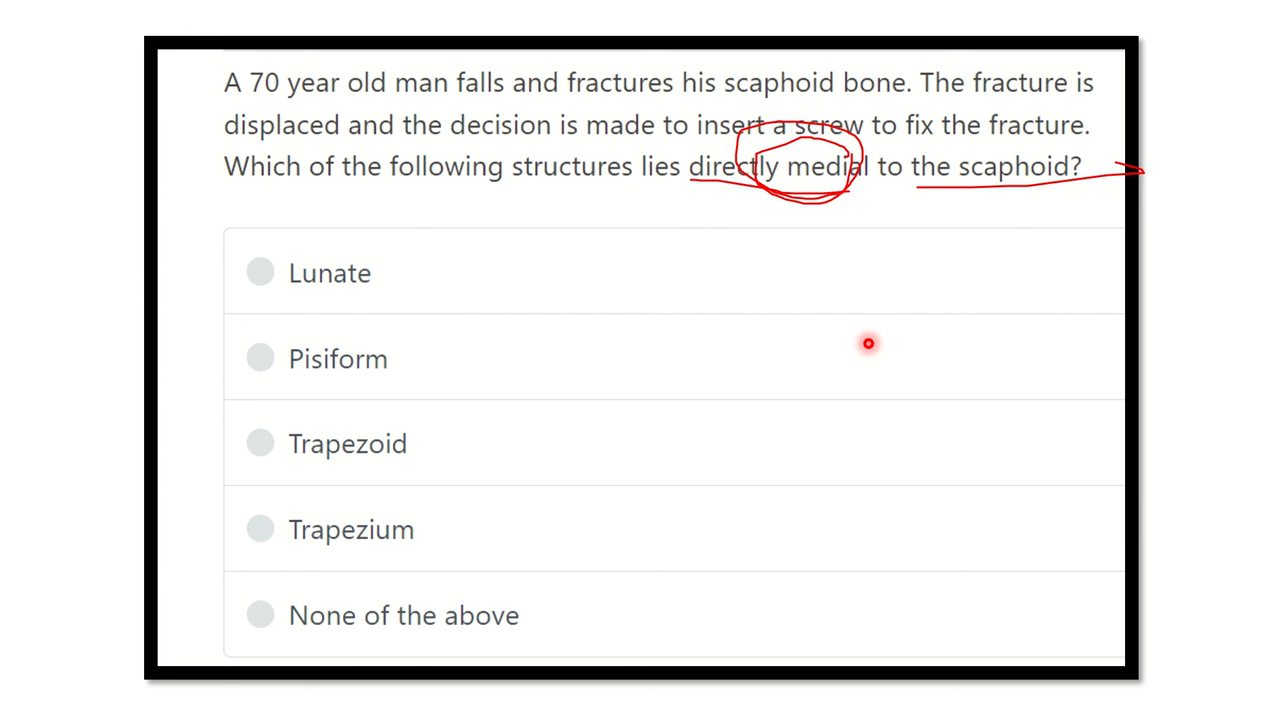 A 70 year old man falls and fractures his scaphoid bone. The fracture is
displaced and the decision is made to insert a screw to fix the fracture.
Which of the following structures lies directly medial to the scaphoid?
Lunate
Pisiform
Trapezoid
Trapezium
None of the above